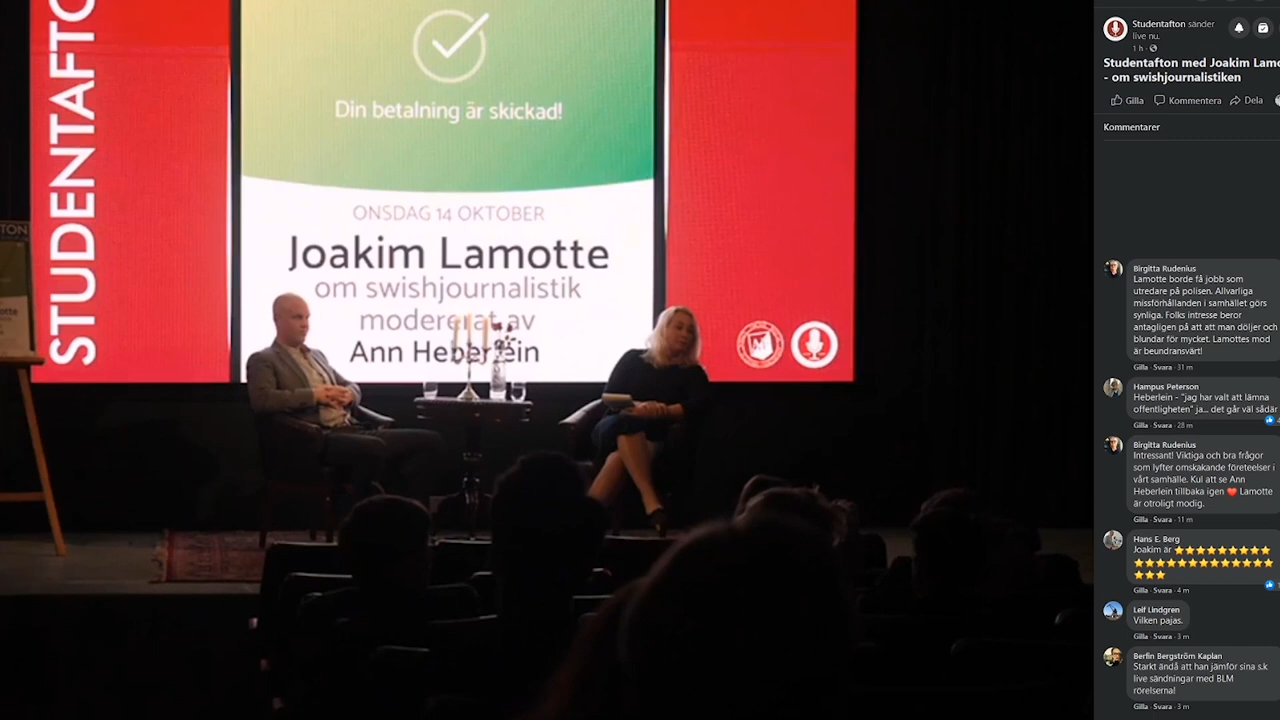 STUDENTAFTO
Din betalning är skickad!
ONSDAG 14 OKTOBER
Joakim Lamotte
om swishjournalistik
modererat av
Ann Heberlein
TON
otte
Studentafton sänder
live nu.
1 h
Studentafton med Joakim Lamo
- om swishjournalistiken
Gilla Kommentera Dela
Kommentarer
Birgitta Rudenius
Lamotte borde få jobb som
utredare på polisen. Allvarliga
missförhållanden i samhället görs
synliga. Folks intresse beror
antagligen på att att man döljer och
blundar för mycket. Lamottes mod
är beundransvärt!
Gilla · Svara · 31 m
Hampus Peterson
Heberlein - "jag har valt att lämna
offentligheten" ja... det går väl sådär
Gilla · Svara · 28 m
Birgitta Rudenius
Intressant! Viktiga och bra frågor
som lyfter omskakande företeelser i
vårt samhälle. Kul att se Ann
Heberlein tillbaka igen ❤️ Lamotte
är otroligt modig.
Gilla · Svara · 11 m
Hans E. Berg
Joakim är ⭐⭐⭐⭐⭐⭐⭐⭐⭐
⭐⭐⭐⭐⭐⭐⭐⭐⭐⭐⭐⭐⭐
⭐⭐⭐
Gilla · Svara · 4 m
Leif Lindgren
Vilken pajas.
Gilla · Svara · 3 m
Berfin Bergström Kaplan
Starkt ändå att han jämför sina s.k
live sändningar med BLM
rörelserna!
Gilla · Svara · 3 m